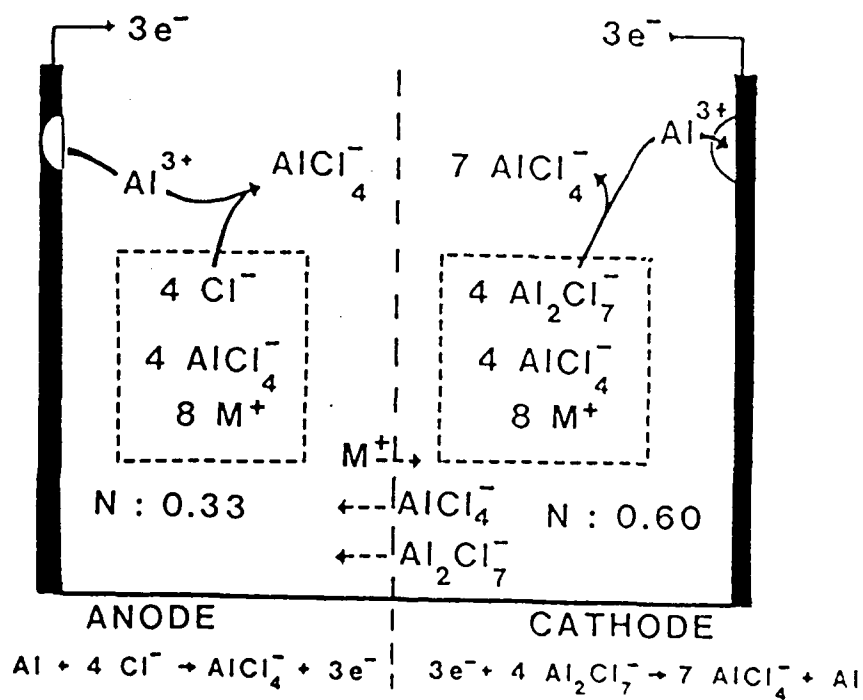 3e⁻ 3e⁻
Al³⁺ AlCl₄⁻ 7 AlCl₄⁻ Al³⁺
4 Cl⁻ 4 Al₂Cl₇⁻
4 AlCl₄⁻ 4 AlCl₄⁻
8 M⁺ 8 M⁺
M⁺
N : 0.33 AlCl₄⁻ N : 0.60
Al₂Cl₇⁻
ANODE CATHODE
Al + 4 Cl⁻ → AlCl₄⁻ + 3e⁻ 3e⁻ + 4 Al₂Cl₇⁻ → 7 AlCl₄⁻ + Al